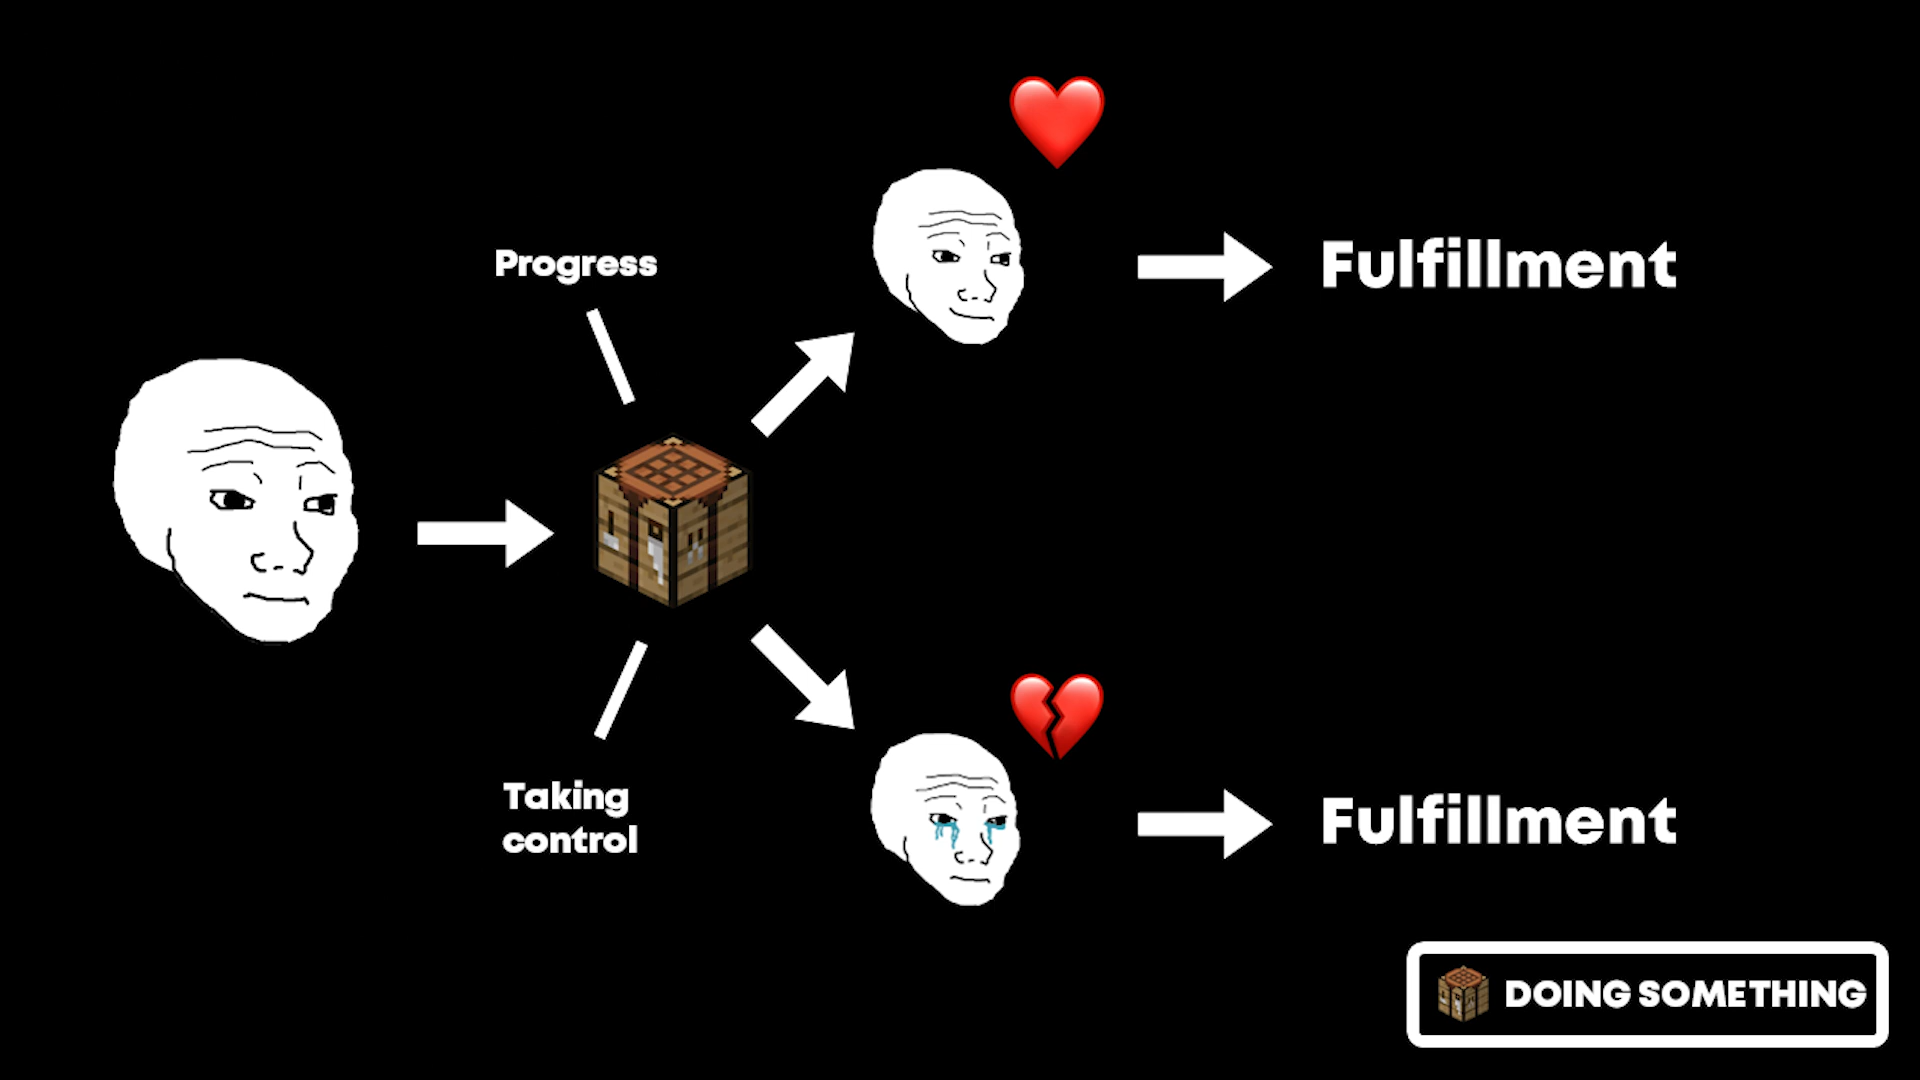 Progress
Fulfillment
Taking
control
Fulfillment
DOING SOMETHING